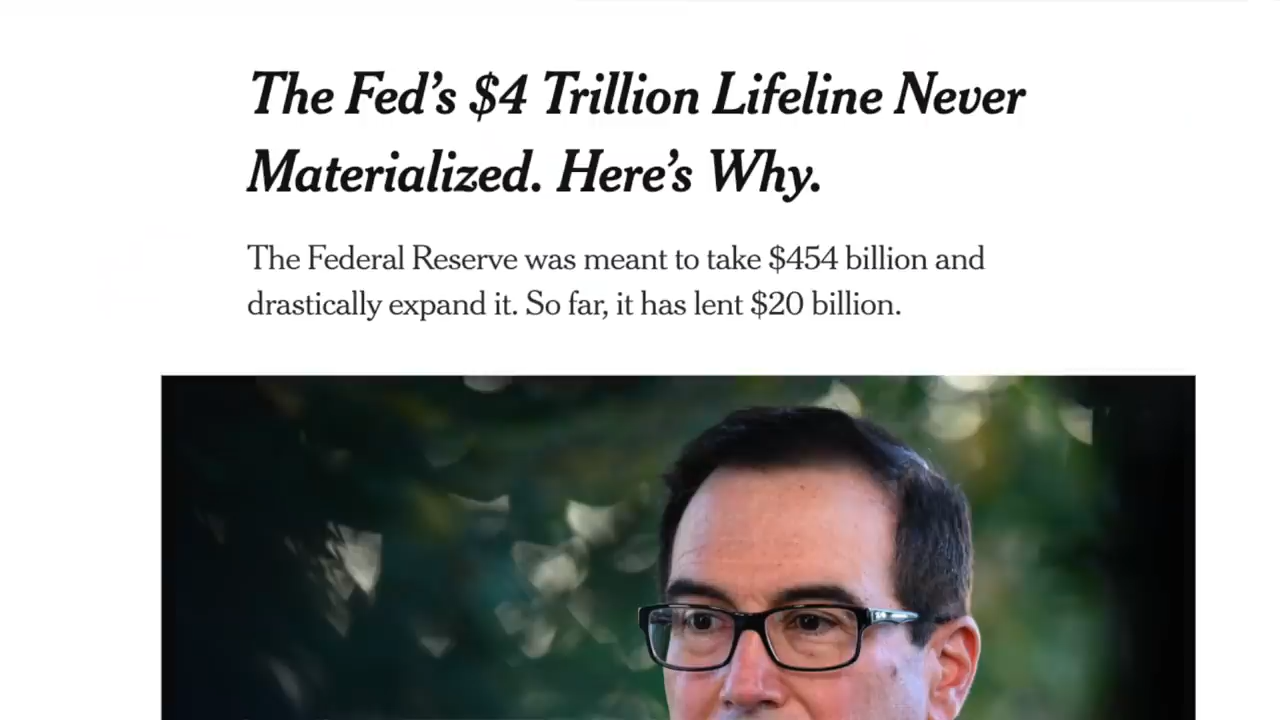 The Fed’s $4 Trillion Lifeline Never
Materialized. Here’s Why.
The Federal Reserve was meant to take $454 billion and
drastically expand it. So far, it has lent $20 billion.